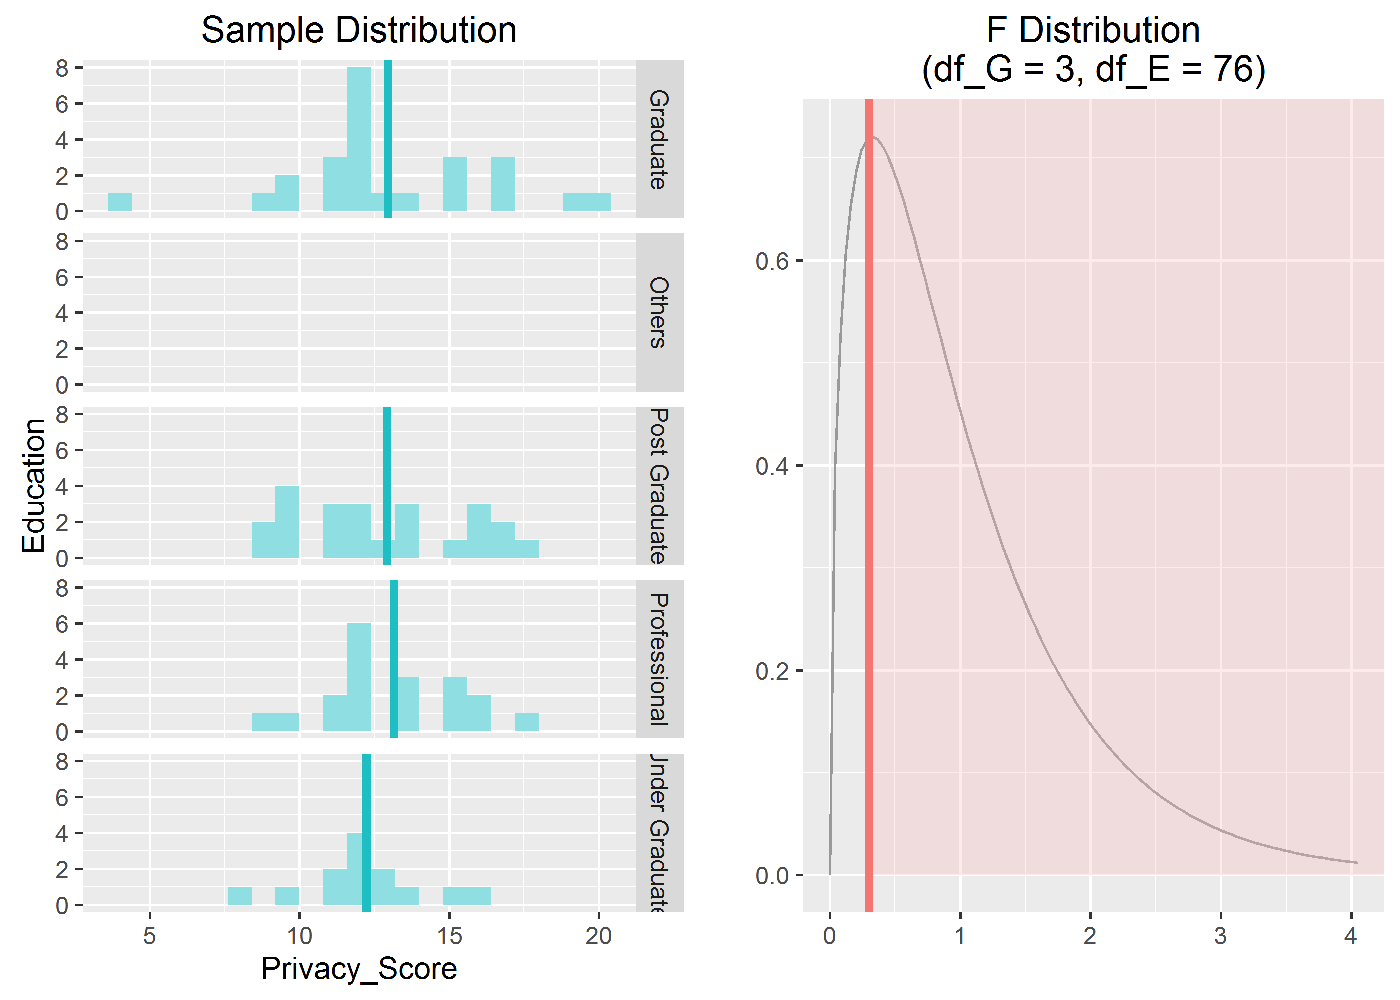 Sample Distribution
8
6
4
2
0
Graduate
8
6
4
2
0
Others
8
6
4
2
0
Post Graduate
8
6
4
2
0
Professional
8
6
4
2
0
Under Graduate
Education
5 10 15 20
Privacy_Score
F Distribution
(df_G = 3, df_E = 76)
0.6
0.4
0.2
0.0
0 1 2 3 4